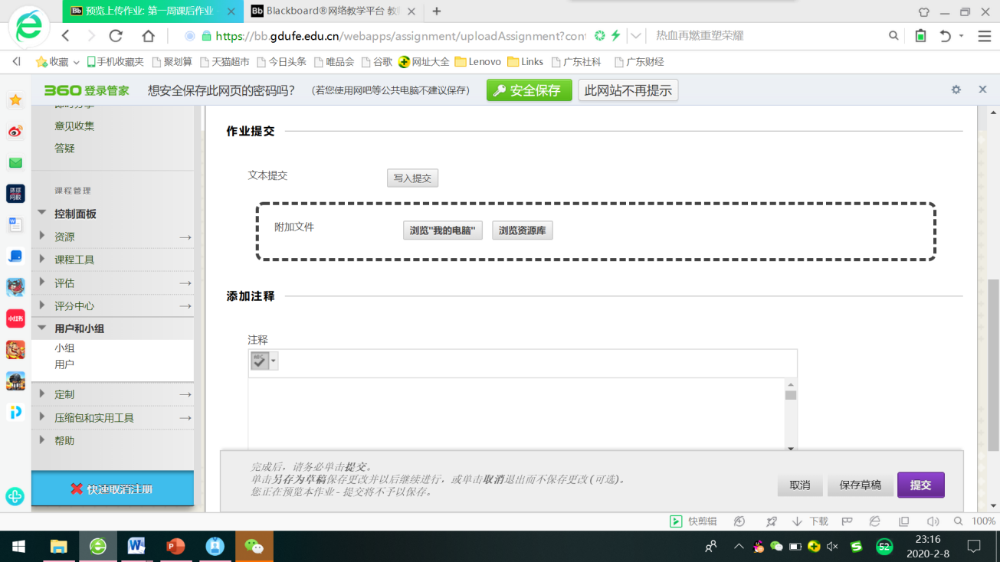 预览上传作业: 第一周课后作业
Blackboard®网络教学平台 教
https://bb.gdufe.edu.cn/webapps/assignment/uploadAssignment?cont
热血再燃重塑荣耀
收藏 手机收藏夹 聚划算 天猫超市 今日头条 唯品会 谷歌 网址大全 Lenovo Links 广东社科 广东财经
360 登录管家 想安全保存此网页的密码吗? (若您使用网吧等公共电脑不建议保存) 安全保存 此网站不再提示
意见收集
答疑
课程管理
控制面板
资源
课程工具
评估
评分中心
用户和小组
小组
用户
定制
压缩包和实用工具
帮助
快速取消注册
作业提交
文本提交 写入提交
附加文件 浏览"我的电脑" 浏览资源库
添加注释
注释
ABC
完成后，请务必单击提交。
单击另存为草稿保存更改并以后继续进行，或单击取消退出而不保存更改(可选)。
您正在预览本作业 - 提交将不予以保存。
取消 保存草稿 提交
快剪辑 下载 100%
52
23:16
2020-2-8